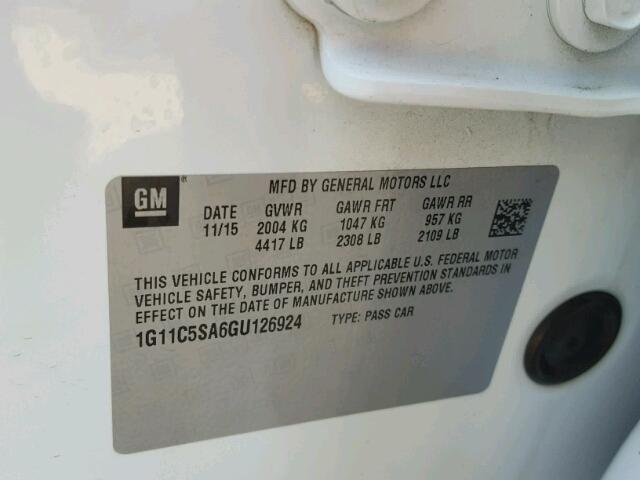 GM®
MFD BY GENERAL MOTORS LLC
DATE GVWR GAWR FRT GAWR RR
11/15 2004 KG 1047 KG 957 KG
4417 LB 2308 LB 2109 LB
THIS VEHICLE CONFORMS TO ALL APPLICABLE U.S. FEDERAL MOTOR
VEHICLE SAFETY, BUMPER, AND THEFT PREVENTION STANDARDS IN
EFFECT ON THE DATE OF MANUFACTURE SHOWN ABOVE.
1G11C5SA6GU126924 TYPE: PASS CAR